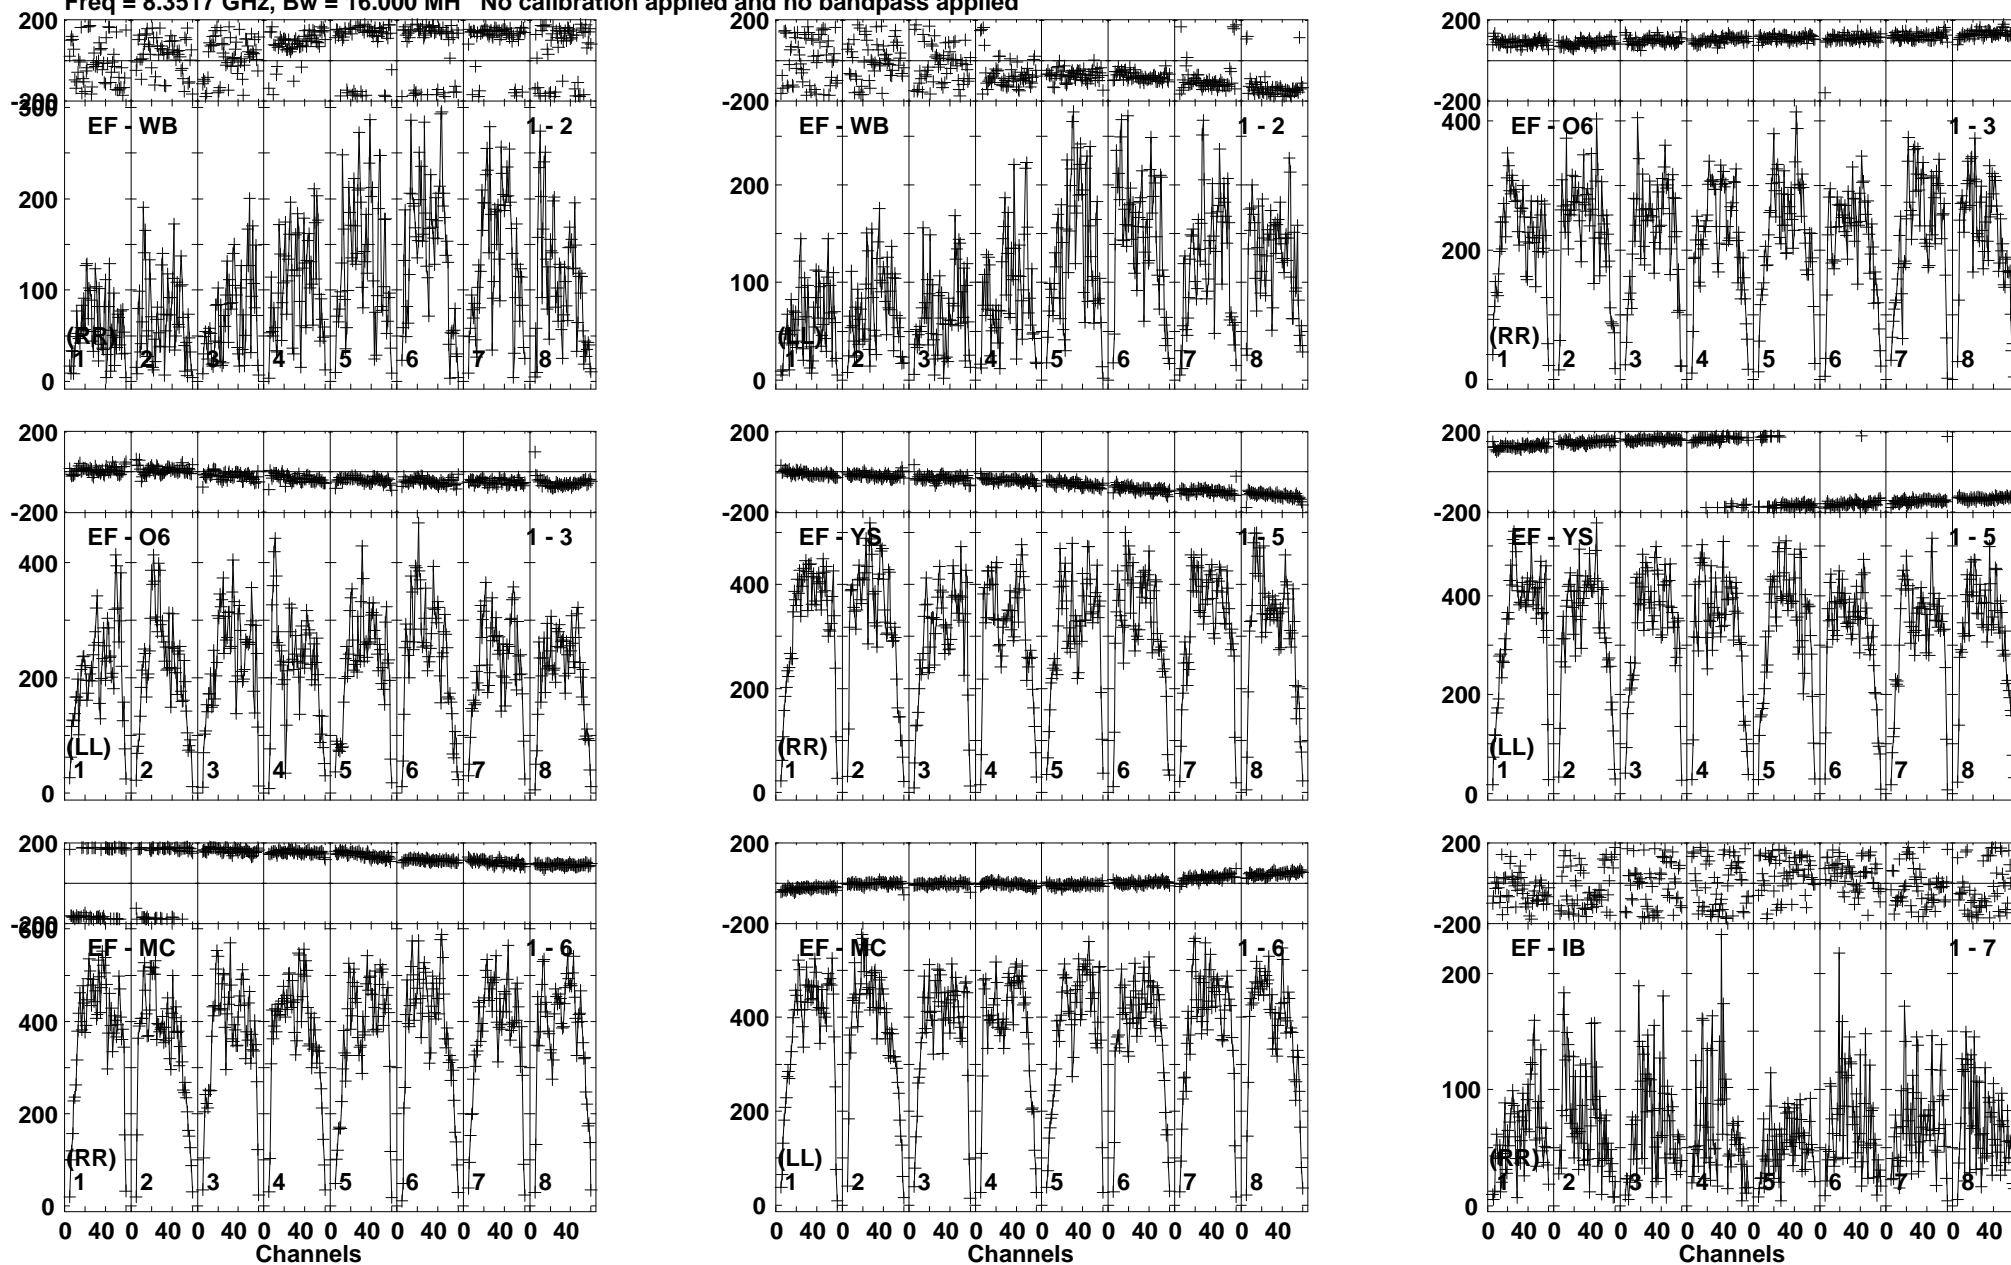 Freq = 8.3517 GHz, Bw = 16.000 MH No calibration applied and no bandpass applied
200 200 200
-200 -200 -200
300
EF - WB 1 - 2 EF - WB 1 - 2 EF - O6 1 - 3
400
200 200 200
100 100
(RR) (LL) (RR)
1 2 3 4 5 6 7 8 1 2 3 4 5 6 7 8 1 2 3 4 5 6 7 8
0 0 0
200 200 200
-200 -200 -200
EF - O6 1 - 3 EF - YS 1 - 5 EF - YS 1 - 5
400 400 400
200 200 200
(LL) (RR) (LL)
1 2 3 4 5 6 7 8 1 2 3 4 5 6 7 8 1 2 3 4 5 6 7 8
0 0 0
200 200 200
-200 -200 -200
600
EF - MC 1 - 6 EF - MC 1 - 6 EF - IB 1 - 7
400 400 200
200 200 100
(RR) (LL) (RR)
1 2 3 4 5 6 7 8 1 2 3 4 5 6 7 8 1 2 3 4 5 6 7 8
0 0 0
0 40 0 40 0 40 0 40 0 40 0 40 0 40 0 40 0 40 0 40 0 40 0 40 0 40 0 40 0 40 0 40 0 40 0 40 0 40 0 40 0 40 0 40 0 40 0 40
Channels Channels Channels